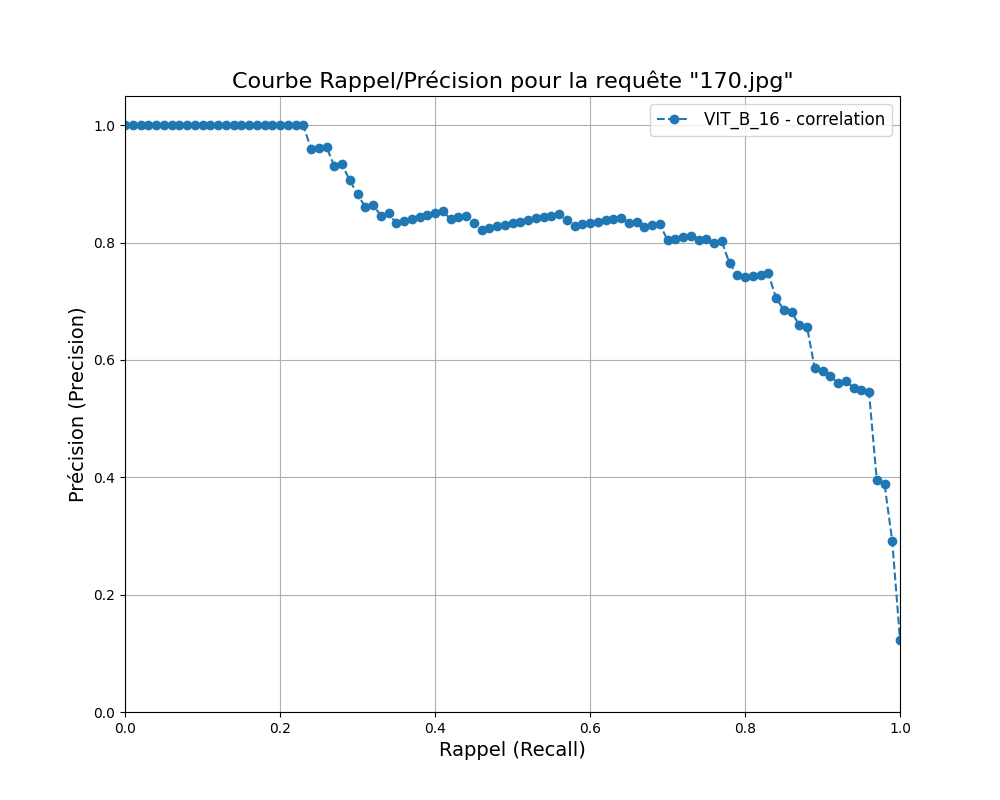 Courbe Rappel/Précision pour la requête "170.jpg"
VIT_B_16 - correlation
1.0
0.8
0.6
0.4
0.2
0.0
Précision (Precision)
0.0 0.2 0.4 0.6 0.8 1.0
Rappel (Recall)